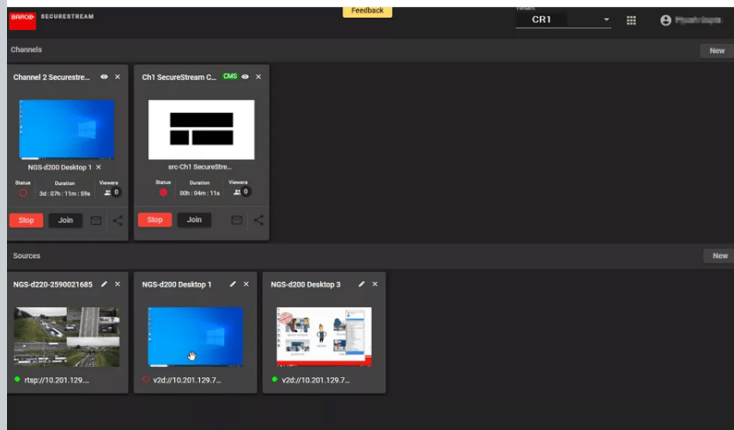 Feedback
BARCO SECURESTREAM
Tenant
CR1
Channels
New
Channel 2 Securestre...
Ch1 SecureStream C... CMS
NGS-d200 Desktop 1
src-Ch1 SecureStre...
Status Duration Viewers
3d : 07h : 11m : 59s 0
Status Duration Viewers
00h : 04m : 11s 0
Stop Join
Stop Join
Sources
New
NGS-d220-2590021685
NGS-d200 Desktop 1
NGS-d200 Desktop 3
rtsp://10.201.129....
v2d://10.201.129.7...
v2d://10.201.129.7...